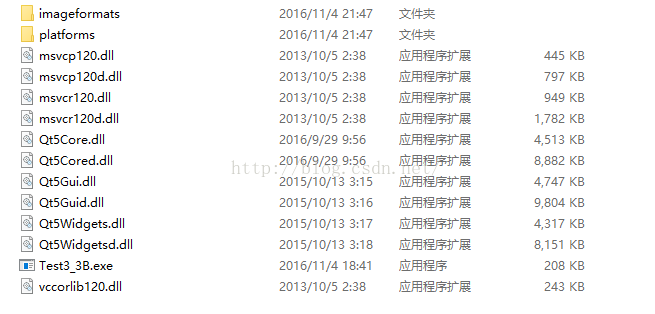 imageformats 2016/11/4 21:47 文件夹
platforms 2016/11/4 21:47 文件夹
msvcp120.dll 2013/10/5 2:38 应用程序扩展 445 KB
msvcp120d.dll 2013/10/5 2:38 应用程序扩展 797 KB
msvcr120.dll 2013/10/5 2:38 应用程序扩展 949 KB
msvcr120d.dll 2013/10/5 2:38 应用程序扩展 1,782 KB
Qt5Core.dll 2016/9/29 9:56 应用程序扩展 4,513 KB
Qt5Cored.dll 2016/9/29 9:56 应用程序扩展 8,882 KB
http://blog.csdn.net/
Qt5Gui.dll 2015/10/13 3:15 应用程序扩展 4,747 KB
Qt5Guid.dll 2015/10/13 3:16 应用程序扩展 9,804 KB
Qt5Widgets.dll 2015/10/13 3:17 应用程序扩展 4,317 KB
Qt5Widgetsd.dll 2015/10/13 3:18 应用程序扩展 8,151 KB
Test3_3B.exe 2016/11/4 18:41 应用程序 208 KB
vccorlib120.dll 2013/10/5 2:38 应用程序扩展 243 KB